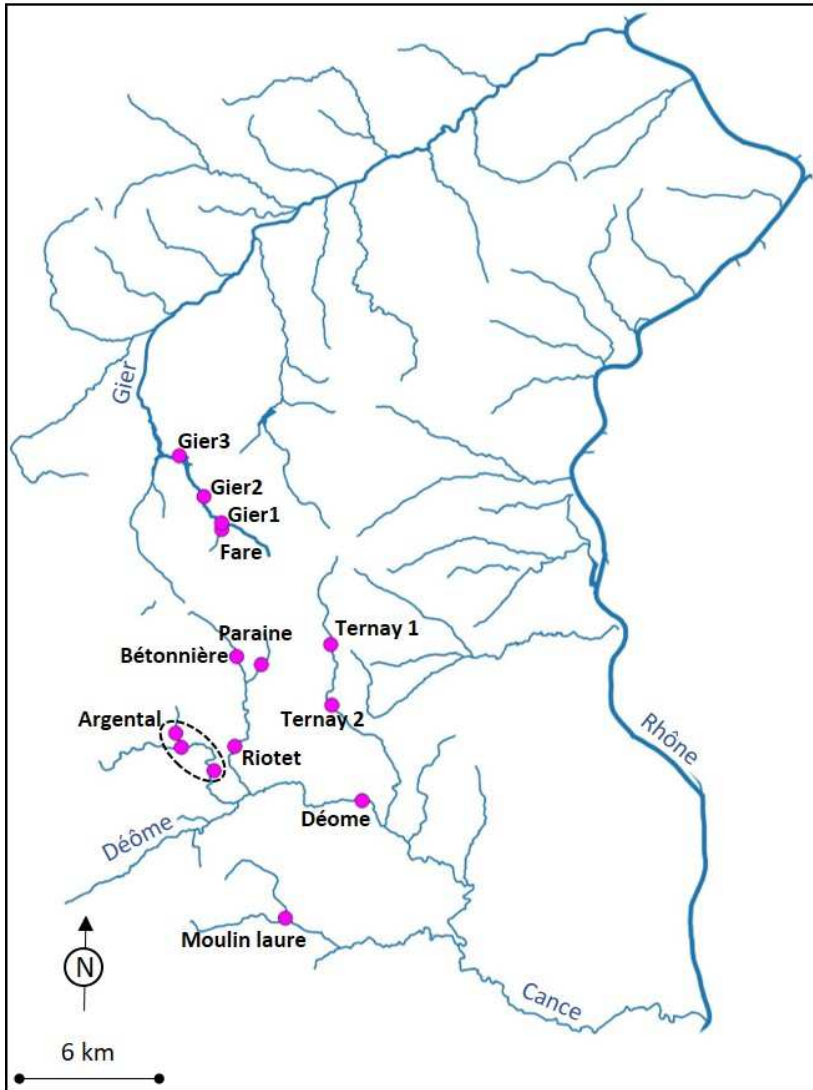 Gier
Gier3
Gier2
Gier1
Fare
Paraine
Bétonnière
Ternay 1
Argental
Ternay 2
Riotet
Rhône
Déome
Déôme
Moulin laure
N
Cance
6 km